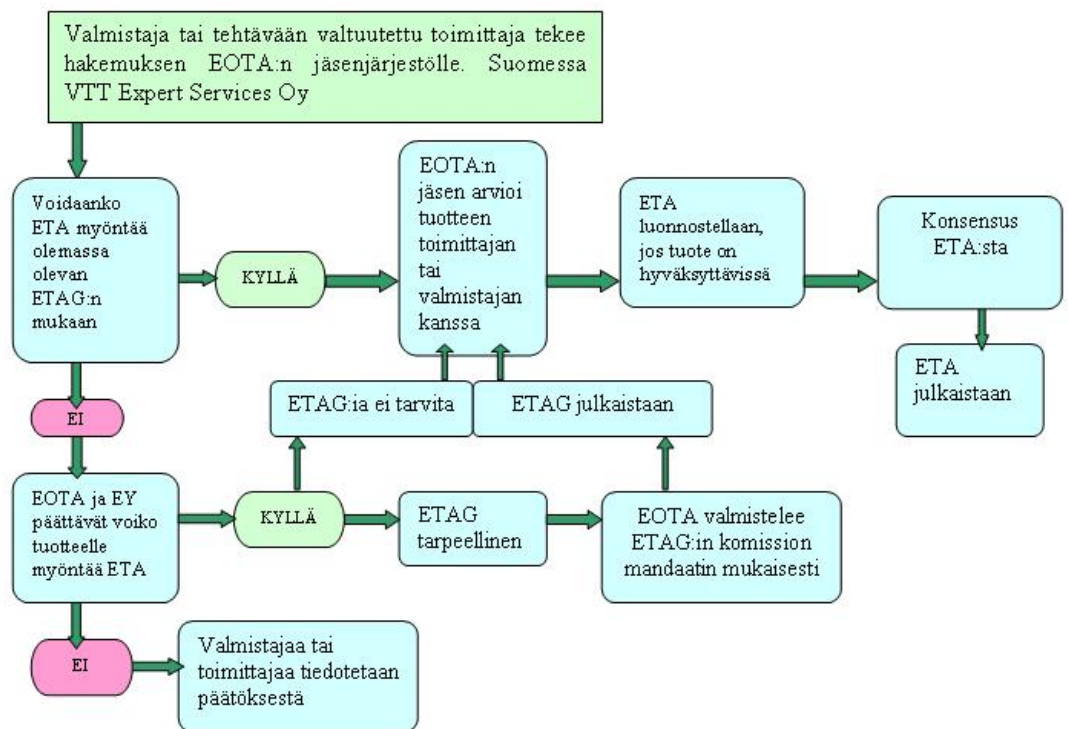 Valmistaja tai tehtävään valtuutettu toimittaja tekee
hakemuksen EOTA:n jäsenjärjestölle. Suomessa
VTT Expert Services Oy
Voidaanko
ETA myöntää
olemassa
olevan
ETAG:n
mukaan
KYLLÄ
EOTA:n
jäsen arvioi
tuotteen
toimittajan
tai
valmistajan
kanssa
ETA
luonnostellaan,
jos tuote on
hyväksyttävissä
Konsensus
ETA:sta
ETA
julkaistaan
EI
ETAG:ia ei tarvita
ETAG julkaistaan
EOTA ja EY
päättävät voiko
tuotteelle
myöntää ETA
KYLLÄ
ETAG
tarpeellinen
EOTA valmistelee
ETAG:in komission
mandaatin mukaisesti
EI
Valmistajaa tai
toimittajaa tiedotetaan
päätöksestä